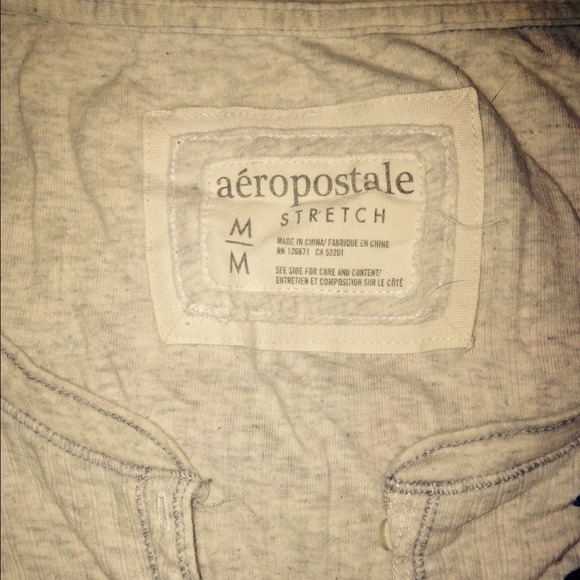 aéropostale
STRETCH
M
M
MADE IN CHINA/ FABRIQUE EN CHINE
RN 126671 CA 53201
SEE SIDE FOR CARE AND CONTENT/
ENTRETIEN ET COMPOSITION SUR LE CÔTÉ